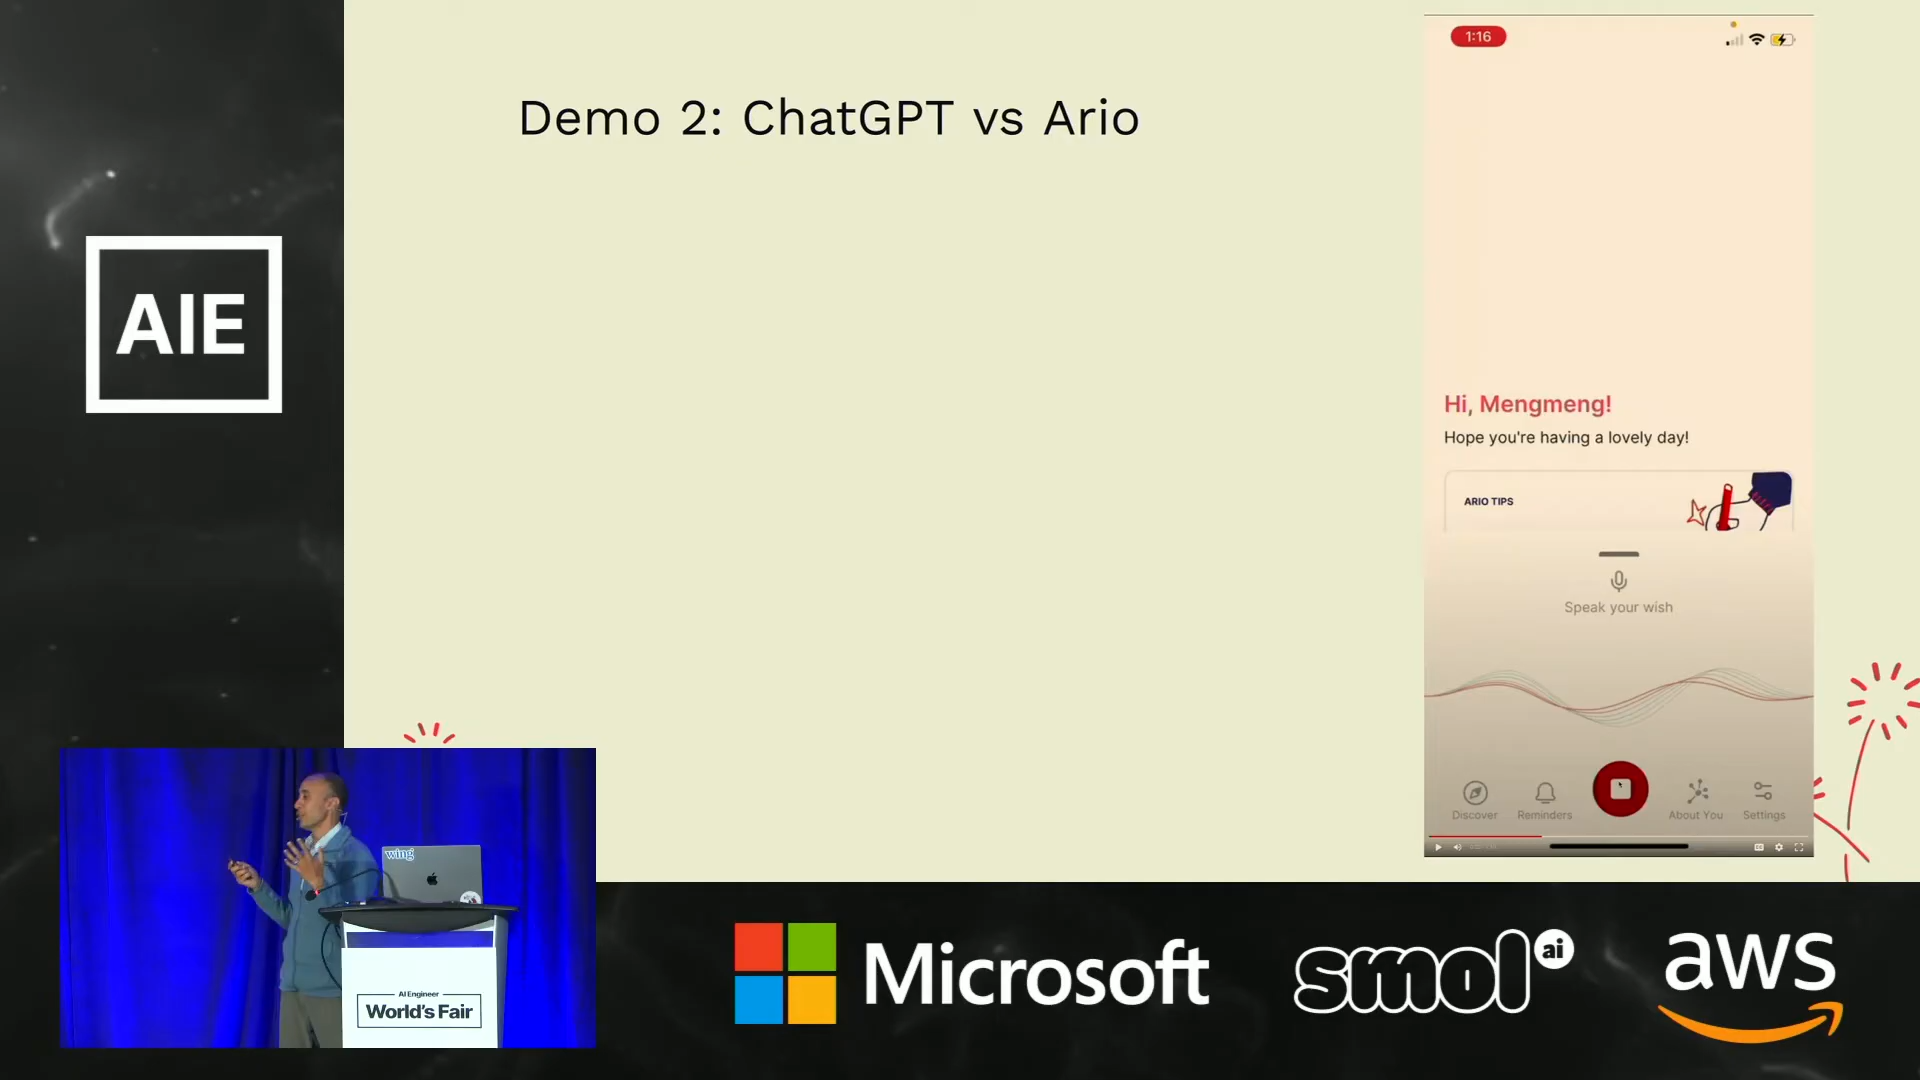 1:16
Demo 2: ChatGPT vs Ario
AIE
Hi, Mengmeng!
Hope you're having a lovely day!
ARIO TIPS
Speak your wish
Discover
Reminders
About You
Settings
wing
AI Engineer
World's Fair
Microsoft
smol ai
aws